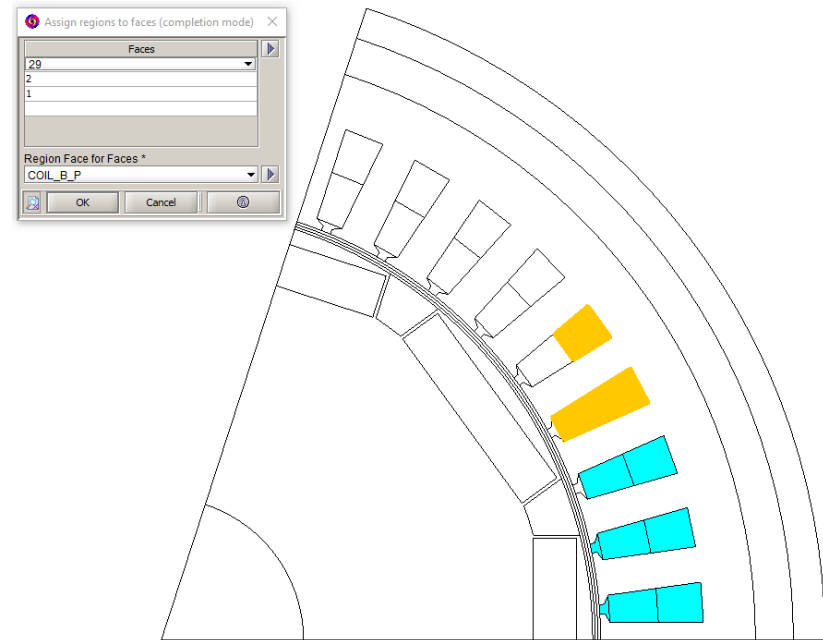 Assign regions to faces (completion mode)
Faces
29
2
1
Region Face for Faces *
COIL_B_P
OK
Cancel